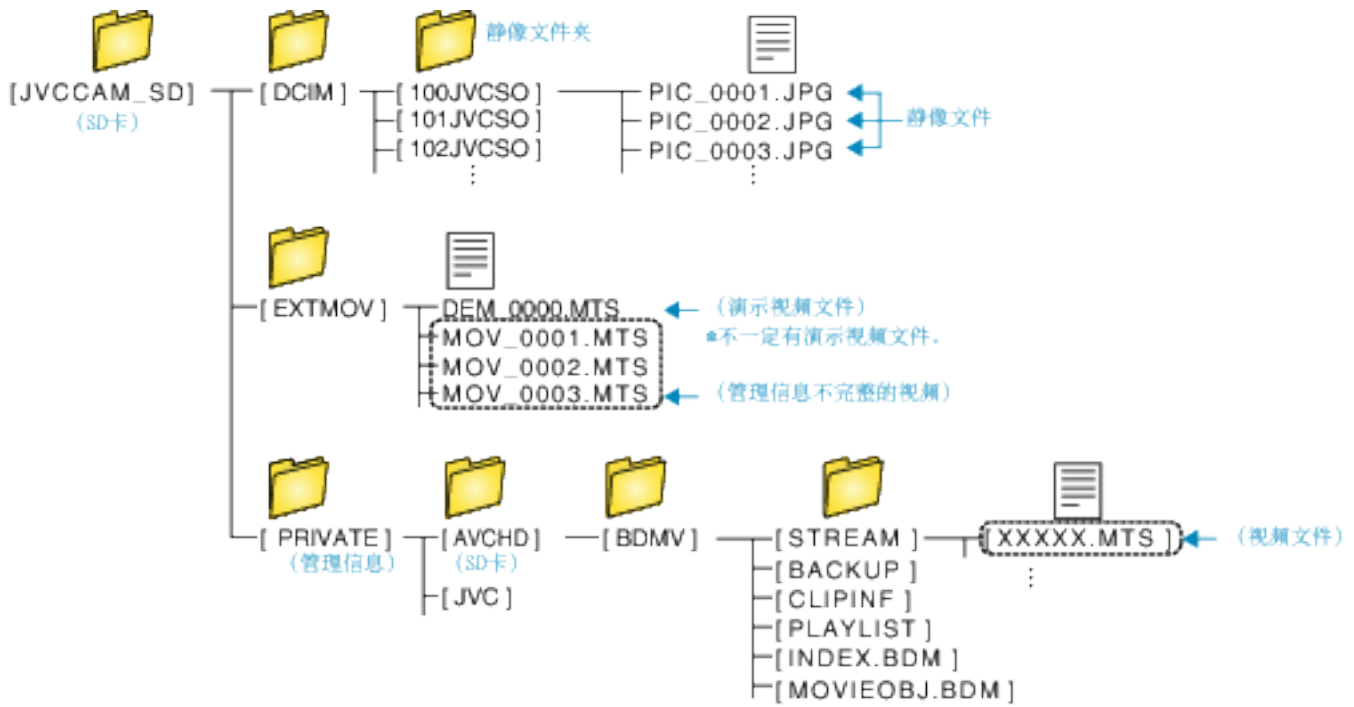 静像文件夹
[JVCCAM_SD]
(SD卡)
[DCIM]
[100JVCSO]
[101JVCSO]
[102JVCSO]
PIC_0001.JPG
PIC_0002.JPG
PIC_0003.JPG
静像文件
[EXTMOV]
DEM_0000.MTS
(演示视频文件)
MOV_0001.MTS
*不一定有演示视频文件.
MOV_0002.MTS
MOV_0003.MTS
(管理信息不完整的视频)
[PRIVATE]
(管理信息)
[AVCHD]
(SD卡)
[JVC]
[BDMV]
[STREAM]
[BACKUP]
[CLIPINF]
[PLAYLIST]
[INDEX.BDM]
[MOVIEOBJ.BDM]
[XXXXX.MTS]
(视频文件)